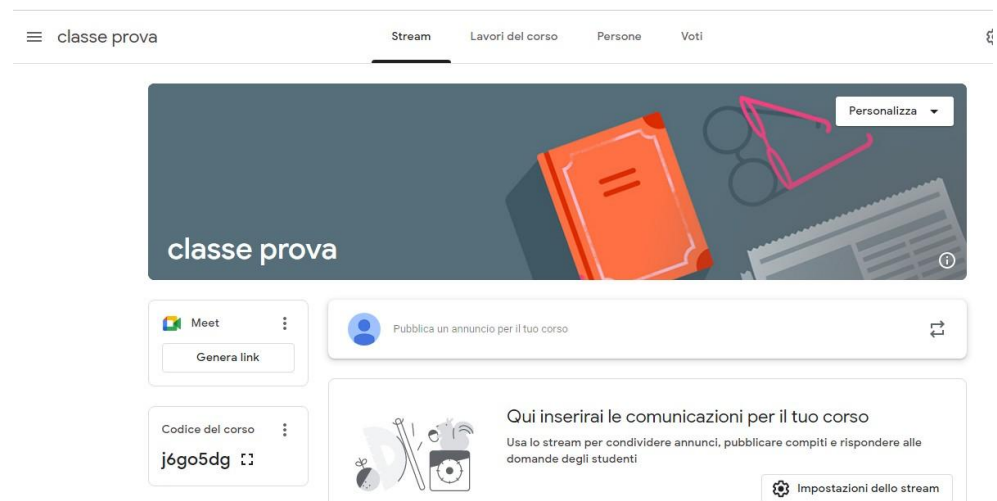 classe prova
Stream Lavori del corso Persone Voti
Personalizza
classe prova
Meet
Genera link
Pubblica un annuncio per il tuo corso
Codice del corso
j6go5dg
Qui inserirai le comunicazioni per il tuo corso
Usa lo stream per condividere annunci, pubblicare compiti e rispondere alle
domande degli studenti
Impostazioni dello stream